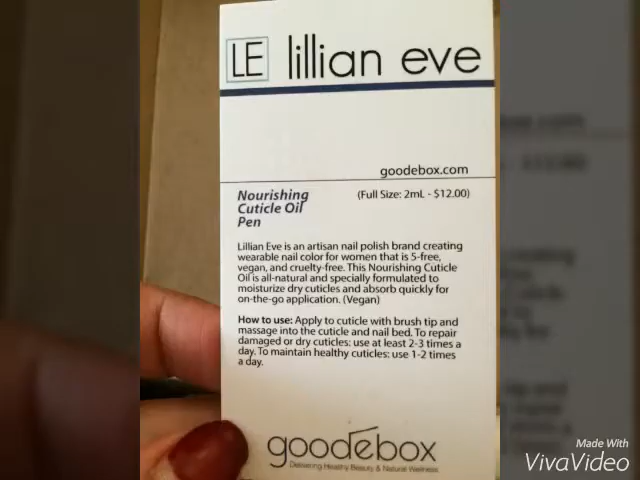 LE lillian eve
goodebox.com
Nourishing
Cuticle Oil
Pen
(Full Size: 2mL - $12.00)
Lillian Eve is an artisan nail polish brand creating
wearable nail color for women that is 5-free,
vegan, and cruelty-free. This Nourishing Cuticle
Oil is all-natural and specially formulated to
moisturize dry cuticles and absorb quickly for
on-the-go application. (Vegan)
How to use: Apply to cuticle with brush tip and
massage into the cuticle and nail bed. To repair
damaged or dry cuticles: use at least 2-3 times a
day. To maintain healthy cuticles: use 1-2 times
a day.
goodebox
Delivering Healthy Beauty & Natural Wellness
Made With
VivaVideo